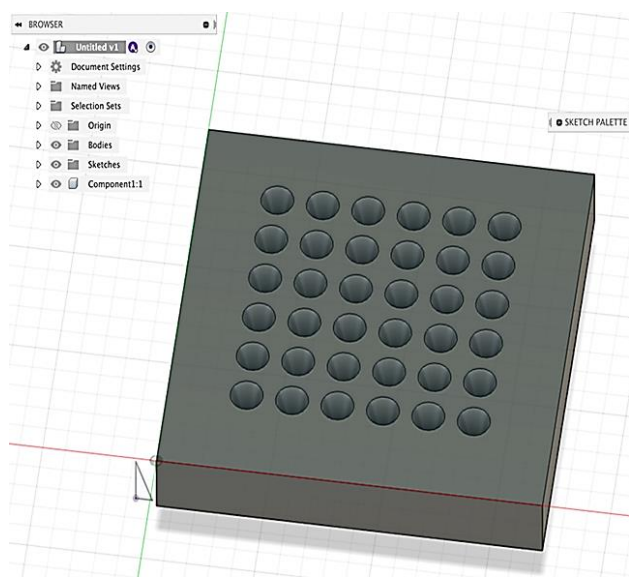 BROWSER
Untitled v1
Document Settings
Named Views
Selection Sets
Origin
Bodies
Sketches
Component1:1
SKETCH PALETTE